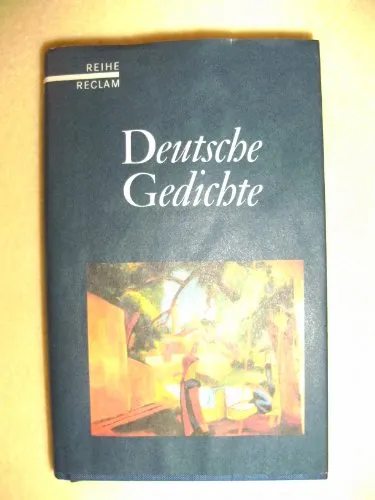 REIHE
RECLAM
Deutsche
Gedichte